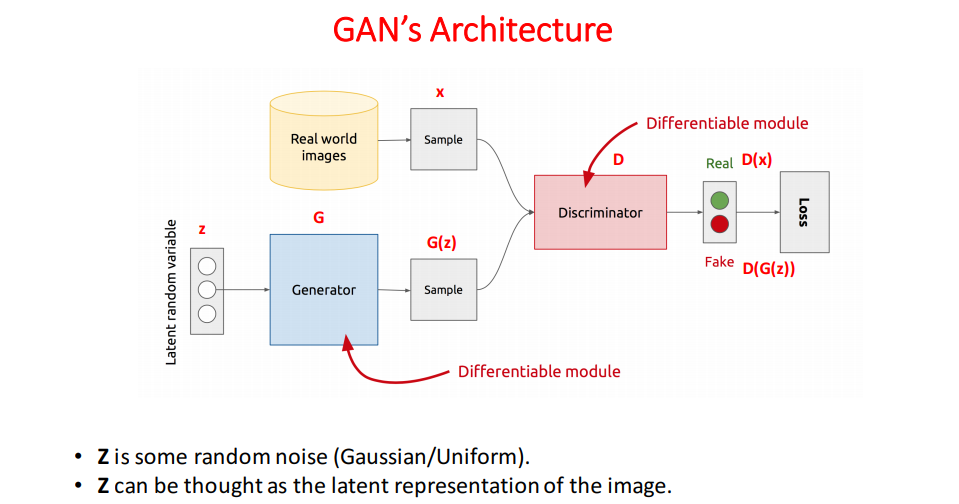 GAN's Architecture
x
Real world
images
Sample
Differentiable module
D
Real D(x)
Discriminator
Loss
Fake D(G(z))
Latent random variable
z
G
G(z)
Generator
Sample
Differentiable module
• Z is some random noise (Gaussian/Uniform).
• Z can be thought as the latent representation of the image.